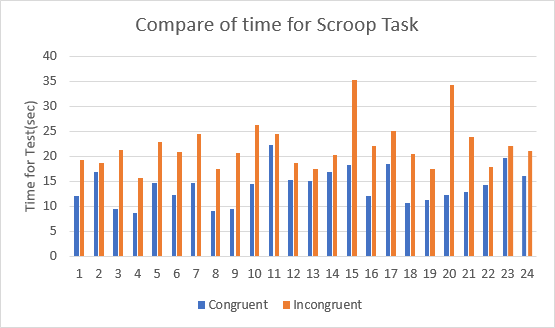 Compare of time for Scroop Task
Time for Test(sec)
40
35
30
25
20
15
10
5
0
1 2 3 4 5 6 7 8 9 10 11 12 13 14 15 16 17 18 19 20 21 22 23 24
Congruent Incongruent